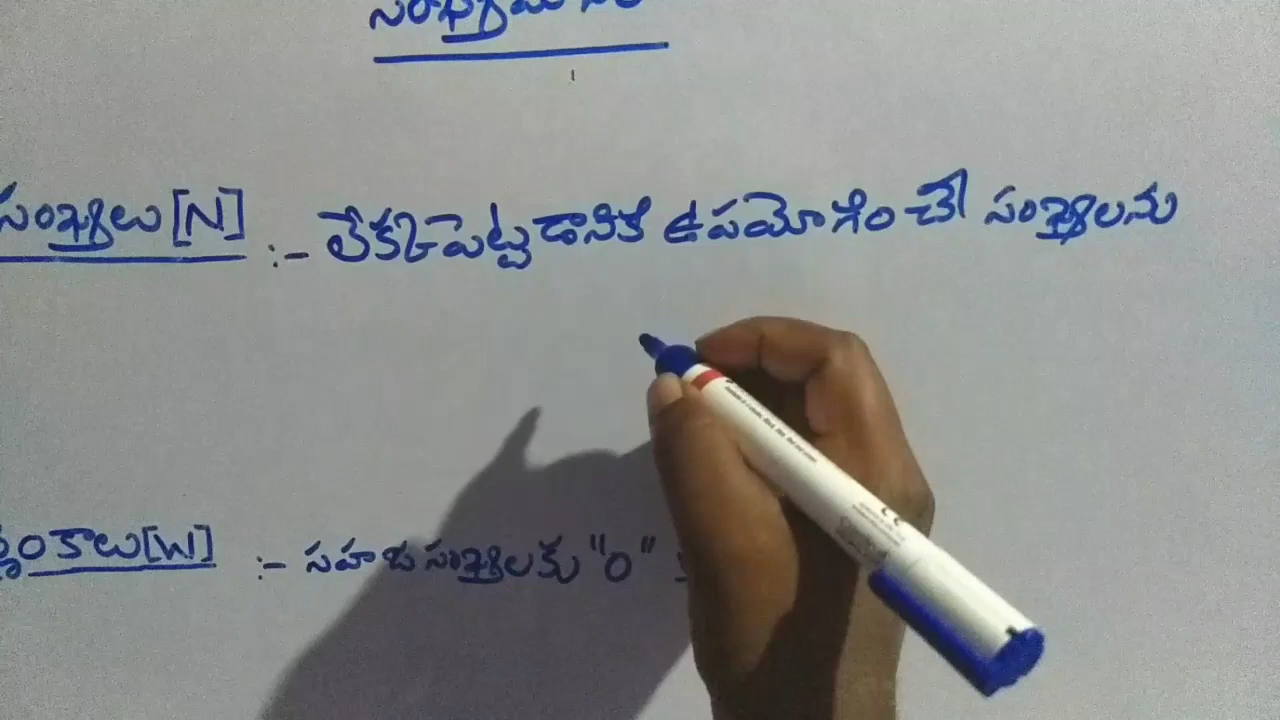 సంఖ్యలు [N] :- లేక్కపెట్టడానికి ఉపయోగించే సంఖ్యలను
ర్ణాంకాలు [W] :- సహజ సంఖ్యలకు "0"